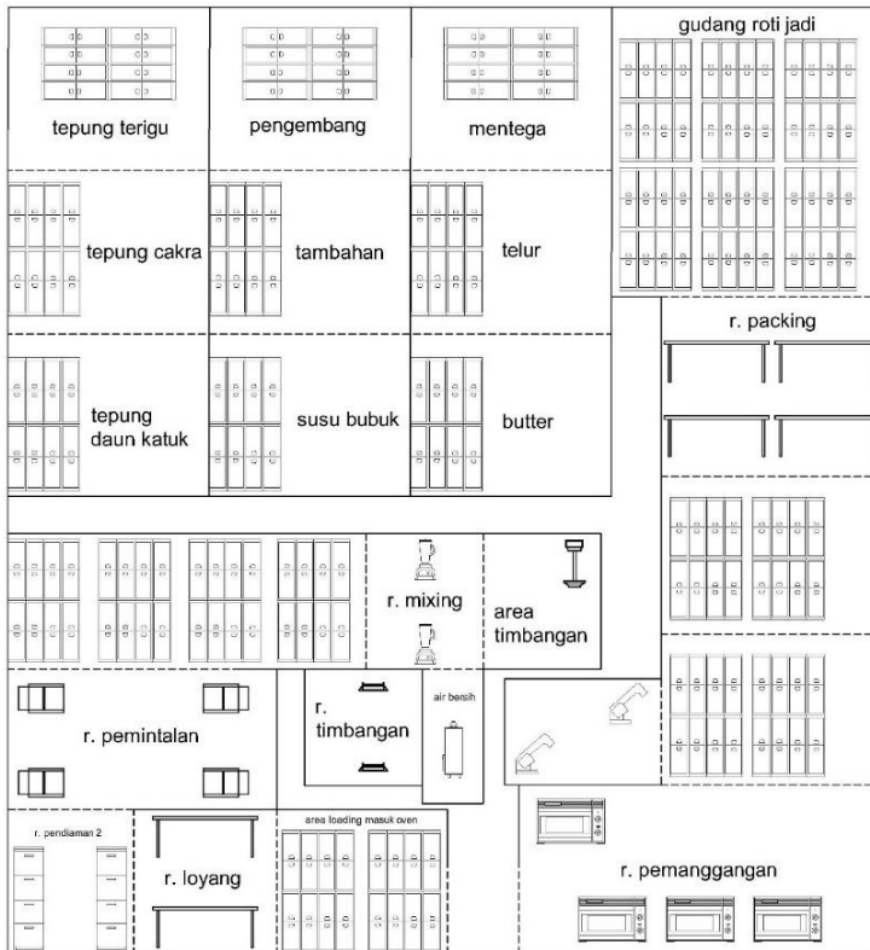 gudang roti jadi
tepung terigu
pengembang
mentega
tepung cakra
tambahan
telur
r. packing
tepung
daun katuk
susu bubuk
butter
r. mixing
area
timbangan
r. pemintalan
r.
timbangan
air bersih
r. pendiaman 2
r. loyang
area loading masuk oven
r. pemanggangan